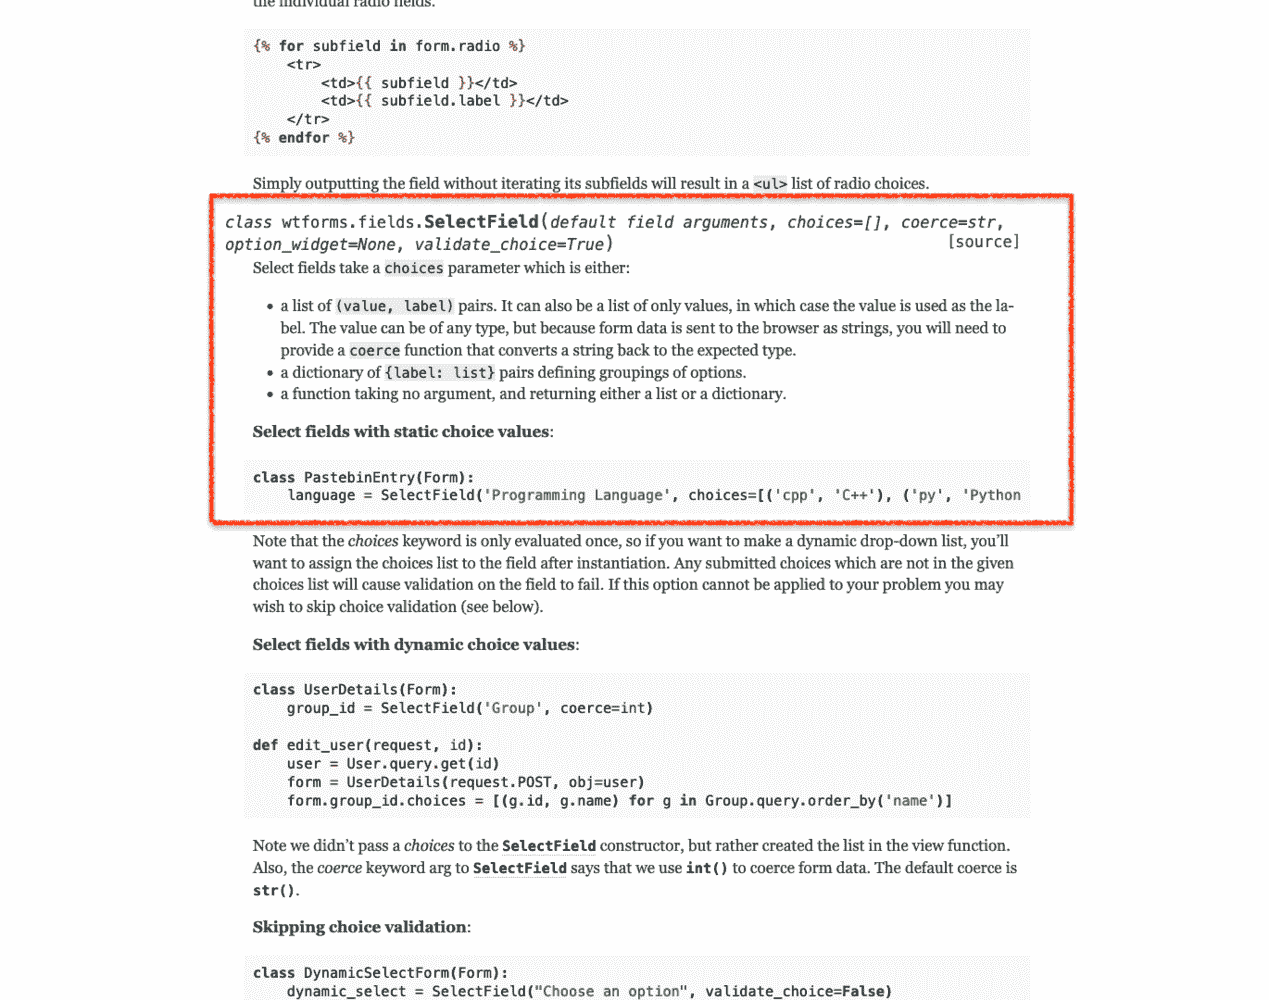 the individual radio fields.
{% for subfield in form.radio %}
    <tr>
        <td>{{ subfield }}</td>
        <td>{{ subfield.label }}</td>
    </tr>
{% endfor %}
Simply outputting the field without iterating its subfields will result in a <ul> list of radio choices.
class wtforms.fields.SelectField(default field arguments, choices=[], coerce=str,
option_widget=None, validate_choice=True) [source]
Select fields take a choices parameter which is either:
• a list of (value, label) pairs. It can also be a list of only values, in which case the value is used as the la-
bel. The value can be of any type, but because form data is sent to the browser as strings, you will need to
provide a coerce function that converts a string back to the expected type.
• a dictionary of {label: list} pairs defining groupings of options.
• a function taking no argument, and returning either a list or a dictionary.
Select fields with static choice values:
class PastebinEntry(Form):
    language = SelectField('Programming Language', choices=[('cpp', 'C++'), ('py', 'Python
Note that the choices keyword is only evaluated once, so if you want to make a dynamic drop-down list, you’ll
want to assign the choices list to the field after instantiation. Any submitted choices which are not in the given
choices list will cause validation on the field to fail. If this option cannot be applied to your problem you may
wish to skip choice validation (see below).
Select fields with dynamic choice values:
class UserDetails(Form):
    group_id = SelectField('Group', coerce=int)
def edit_user(request, id):
    user = User.query.get(id)
    form = UserDetails(request.POST, obj=user)
    form.group_id.choices = [(g.id, g.name) for g in Group.query.order_by('name')]
Note we didn’t pass a choices to the SelectField constructor, but rather created the list in the view function.
Also, the coerce keyword arg to SelectField says that we use int() to coerce form data. The default coerce is
str().
Skipping choice validation:
class DynamicSelectForm(Form):
    dynamic_select = SelectField("Choose an option", validate_choice=False)